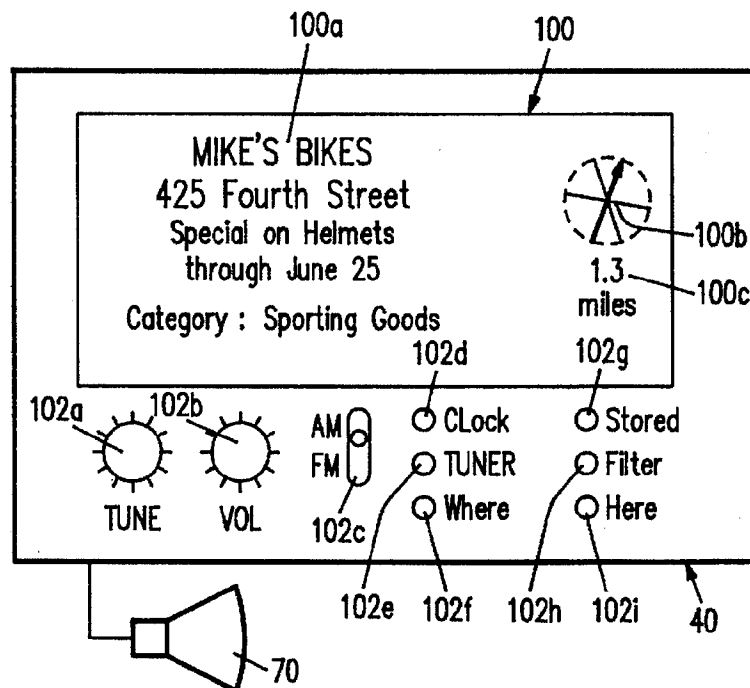 100a
100
MIKE'S BIKES
425 Fourth Street
Special on Helmets
through June 25
Category : Sporting Goods
100b
1.3
miles
100c
102d
102g
102a
102b
AM
FM
CLock
Stored
TUNER
Filter
Where
Here
TUNE
VOL
102c
102e
102f
102h
102i
40
70